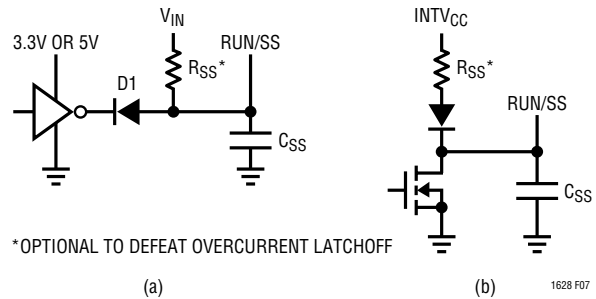 V_IN
INTV_CC
3.3V OR 5V
D1
R_SS*
RUN/SS
C_SS
R_SS*
RUN/SS
C_SS
*OPTIONAL TO DEFEAT OVERCURRENT LATCHOFF
(a)
(b)
1628 F07